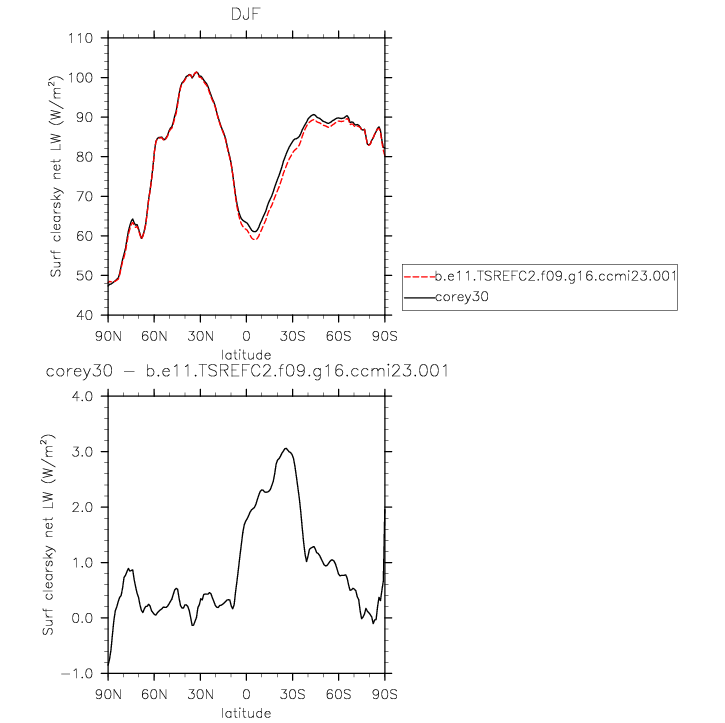 DJF
Surf clearsky net LW (W/m²)
110
100
90
80
70
60
50
40
90N 60N 30N 0 30S 60S 90S
latitude
b.e11.TSREFC2.f09.g16.ccmi23.001
corey30
corey30 − b.e11.TSREFC2.f09.g16.ccmi23.001
Surf clearsky net LW (W/m²)
4.0
3.0
2.0
1.0
0.0
−1.0
90N 60N 30N 0 30S 60S 90S
latitude